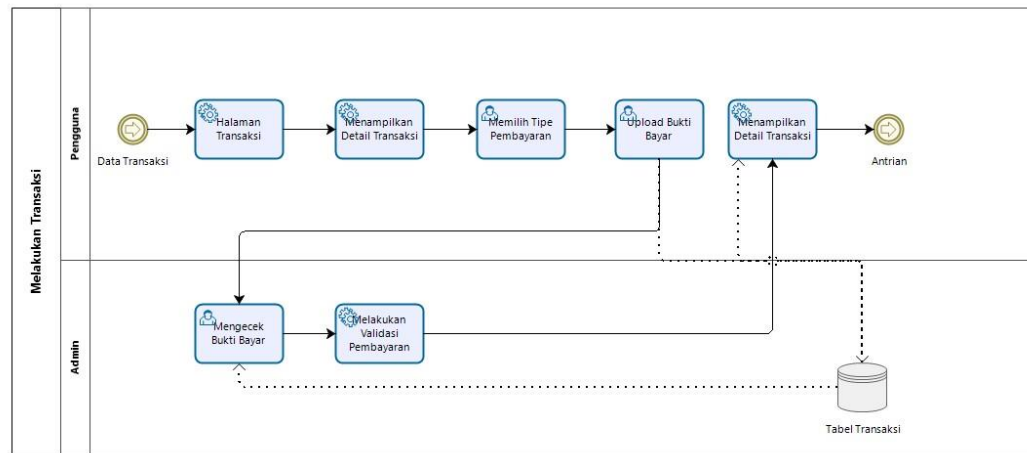 Melakukan Transaksi
Pengguna
Data Transaksi
Halaman
Transaksi
Menampilkan
Detail Transaksi
Memilih Tipe
Pembayaran
Upload Bukti
Bayar
Menampilkan
Detail Transaksi
Antrian
Admin
Mengecek
Bukti Bayar
Melakukan
Validasi
Pembayaran
Tabel Transaksi